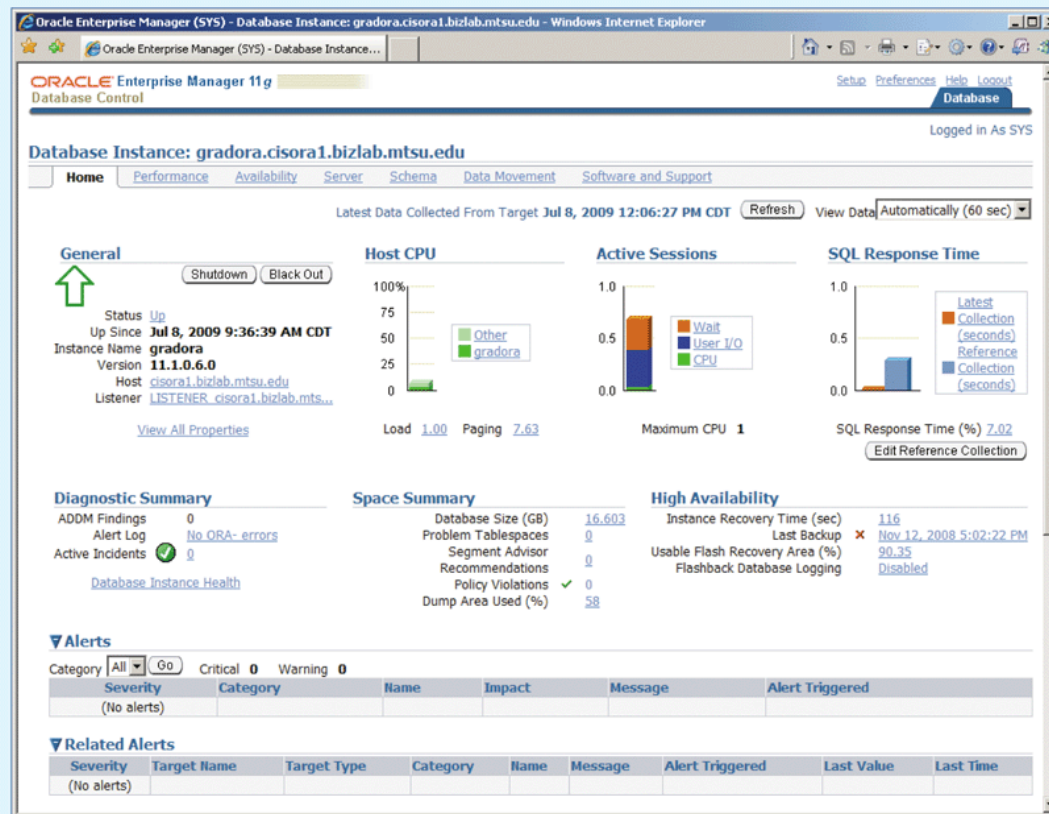 Oracle Enterprise Manager (SYS) - Database Instance: gradora.cisora1.bizlab.mtsu.edu - Windows Internet Explorer
Oracle Enterprise Manager (SYS) - Database Instance...
ORACLE Enterprise Manager 11g
Database Control
Setup Preferences Help Logout
Database
Logged in As SYS
Database Instance: gradora.cisora1.bizlab.mtsu.edu
Home Performance Availability Server Schema Data Movement Software and Support
Latest Data Collected From Target Jul 8, 2009 12:06:27 PM CDT Refresh View Data Automatically (60 sec)
General
Shutdown Black Out
Status Up
Up Since Jul 8, 2009 9:36:39 AM CDT
Instance Name gradora
Version 11.1.0.6.0
Host cisora1.bizlab.mtsu.edu
Listener LISTENER_cisora1.bizlab.mts...
View All Properties
Host CPU
100%
75
50
25
0
Other
gradora
Load 1.00 Paging 7.63
Active Sessions
1.0
0.5
0.0
Wait
User I/O
CPU
Maximum CPU 1
SQL Response Time
1.0
0.5
0.0
Latest
Collection
(seconds)
Reference
Collection
(seconds)
SQL Response Time (%) 7.02
Edit Reference Collection
Diagnostic Summary
ADDM Findings 0
Alert Log No ORA- errors
Active Incidents 0
Database Instance Health
Space Summary
Database Size (GB) 16.603
Problem Tablespaces 0
Segment Advisor
Recommendations 0
Policy Violations 0
Dump Area Used (%) 58
High Availability
Instance Recovery Time (sec) 116
Last Backup Nov 12, 2008 5:02:22 PM
Usable Flash Recovery Area (%) 90.35
Flashback Database Logging Disabled
Alerts
Category All Go Critical 0 Warning 0
Severity Category Name Impact Message Alert Triggered
(No alerts)
Related Alerts
Severity Target Name Target Type Category Name Message Alert Triggered Last Value Last Time
(No alerts)